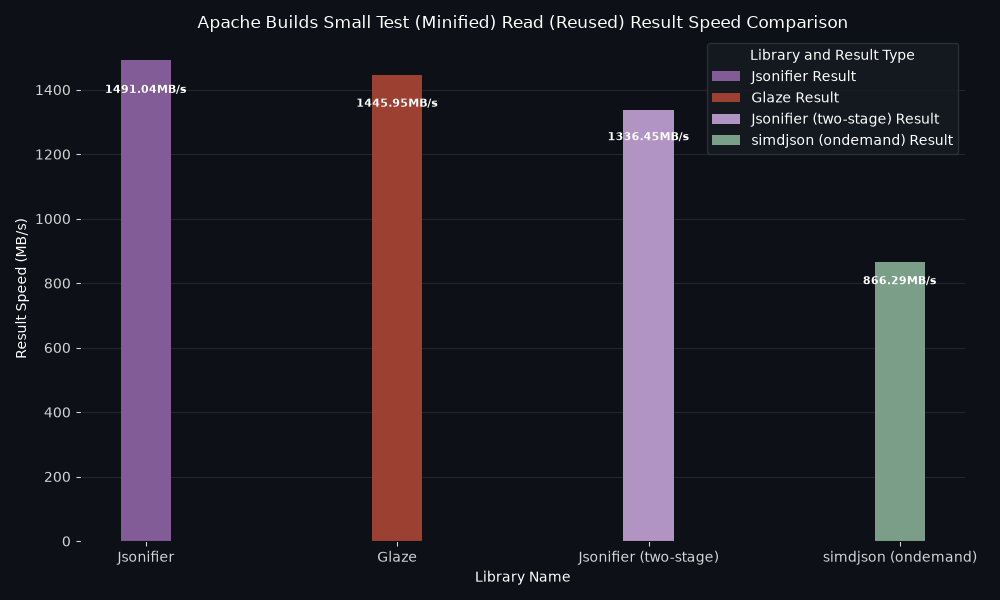 Apache Builds Small Test (Minified) Read (Reused) Result Speed Comparison
Library and Result Type
Jsonifier Result
Glaze Result
Jsonifier (two-stage) Result
simdjson (ondemand) Result
1491.04MB/s
1445.95MB/s
1336.45MB/s
866.29MB/s
Result Speed (MB/s)
1400
1200
1000
800
600
400
200
0
Jsonifier
Glaze
Jsonifier (two-stage)
simdjson (ondemand)
Library Name